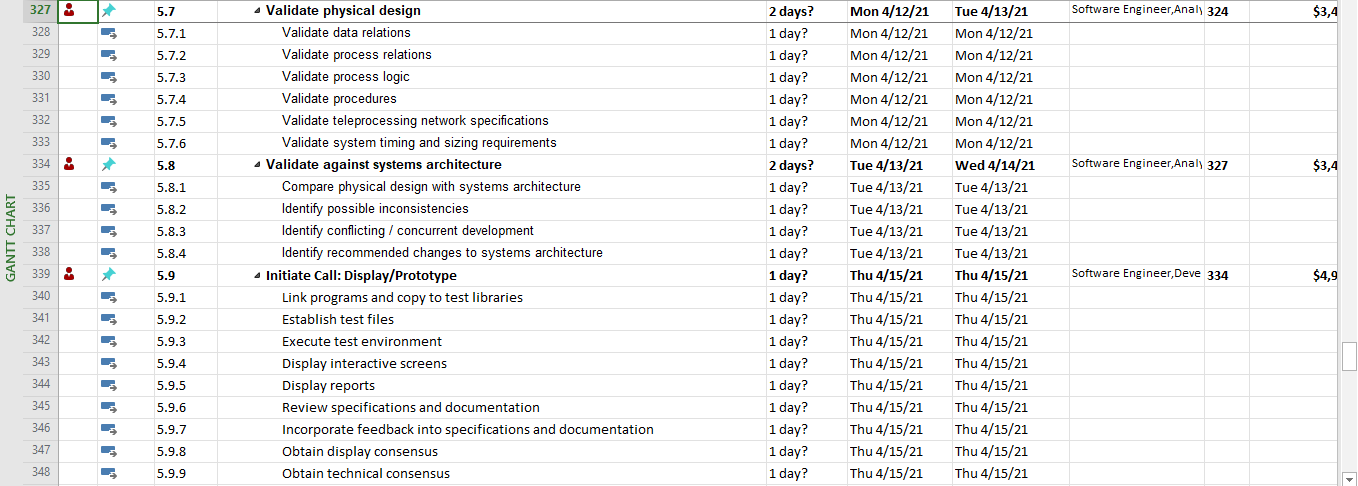 GANTT CHART
327 5.7 Validate physical design 2 days? Mon 4/12/21 Tue 4/13/21 Software Engineer,Analy 324 $3,4
328 5.7.1 Validate data relations 1 day? Mon 4/12/21 Mon 4/12/21
329 5.7.2 Validate process relations 1 day? Mon 4/12/21 Mon 4/12/21
330 5.7.3 Validate process logic 1 day? Mon 4/12/21 Mon 4/12/21
331 5.7.4 Validate procedures 1 day? Mon 4/12/21 Mon 4/12/21
332 5.7.5 Validate teleprocessing network specifications 1 day? Mon 4/12/21 Mon 4/12/21
333 5.7.6 Validate system timing and sizing requirements 1 day? Mon 4/12/21 Mon 4/12/21
334 5.8 Validate against systems architecture 2 days? Tue 4/13/21 Wed 4/14/21 Software Engineer,Analy 327 $3,4
335 5.8.1 Compare physical design with systems architecture 1 day? Tue 4/13/21 Tue 4/13/21
336 5.8.2 Identify possible inconsistencies 1 day? Tue 4/13/21 Tue 4/13/21
337 5.8.3 Identify conflicting / concurrent development 1 day? Tue 4/13/21 Tue 4/13/21
338 5.8.4 Identify recommended changes to systems architecture 1 day? Tue 4/13/21 Tue 4/13/21
339 5.9 Initiate Call: Display/Prototype 1 day? Thu 4/15/21 Thu 4/15/21 Software Engineer,Deve 334 $4,9
340 5.9.1 Link programs and copy to test libraries 1 day? Thu 4/15/21 Thu 4/15/21
341 5.9.2 Establish test files 1 day? Thu 4/15/21 Thu 4/15/21
342 5.9.3 Execute test environment 1 day? Thu 4/15/21 Thu 4/15/21
343 5.9.4 Display interactive screens 1 day? Thu 4/15/21 Thu 4/15/21
344 5.9.5 Display reports 1 day? Thu 4/15/21 Thu 4/15/21
345 5.9.6 Review specifications and documentation 1 day? Thu 4/15/21 Thu 4/15/21
346 5.9.7 Incorporate feedback into specifications and documentation 1 day? Thu 4/15/21 Thu 4/15/21
347 5.9.8 Obtain display consensus 1 day? Thu 4/15/21 Thu 4/15/21
348 5.9.9 Obtain technical consensus 1 day? Thu 4/15/21 Thu 4/15/21